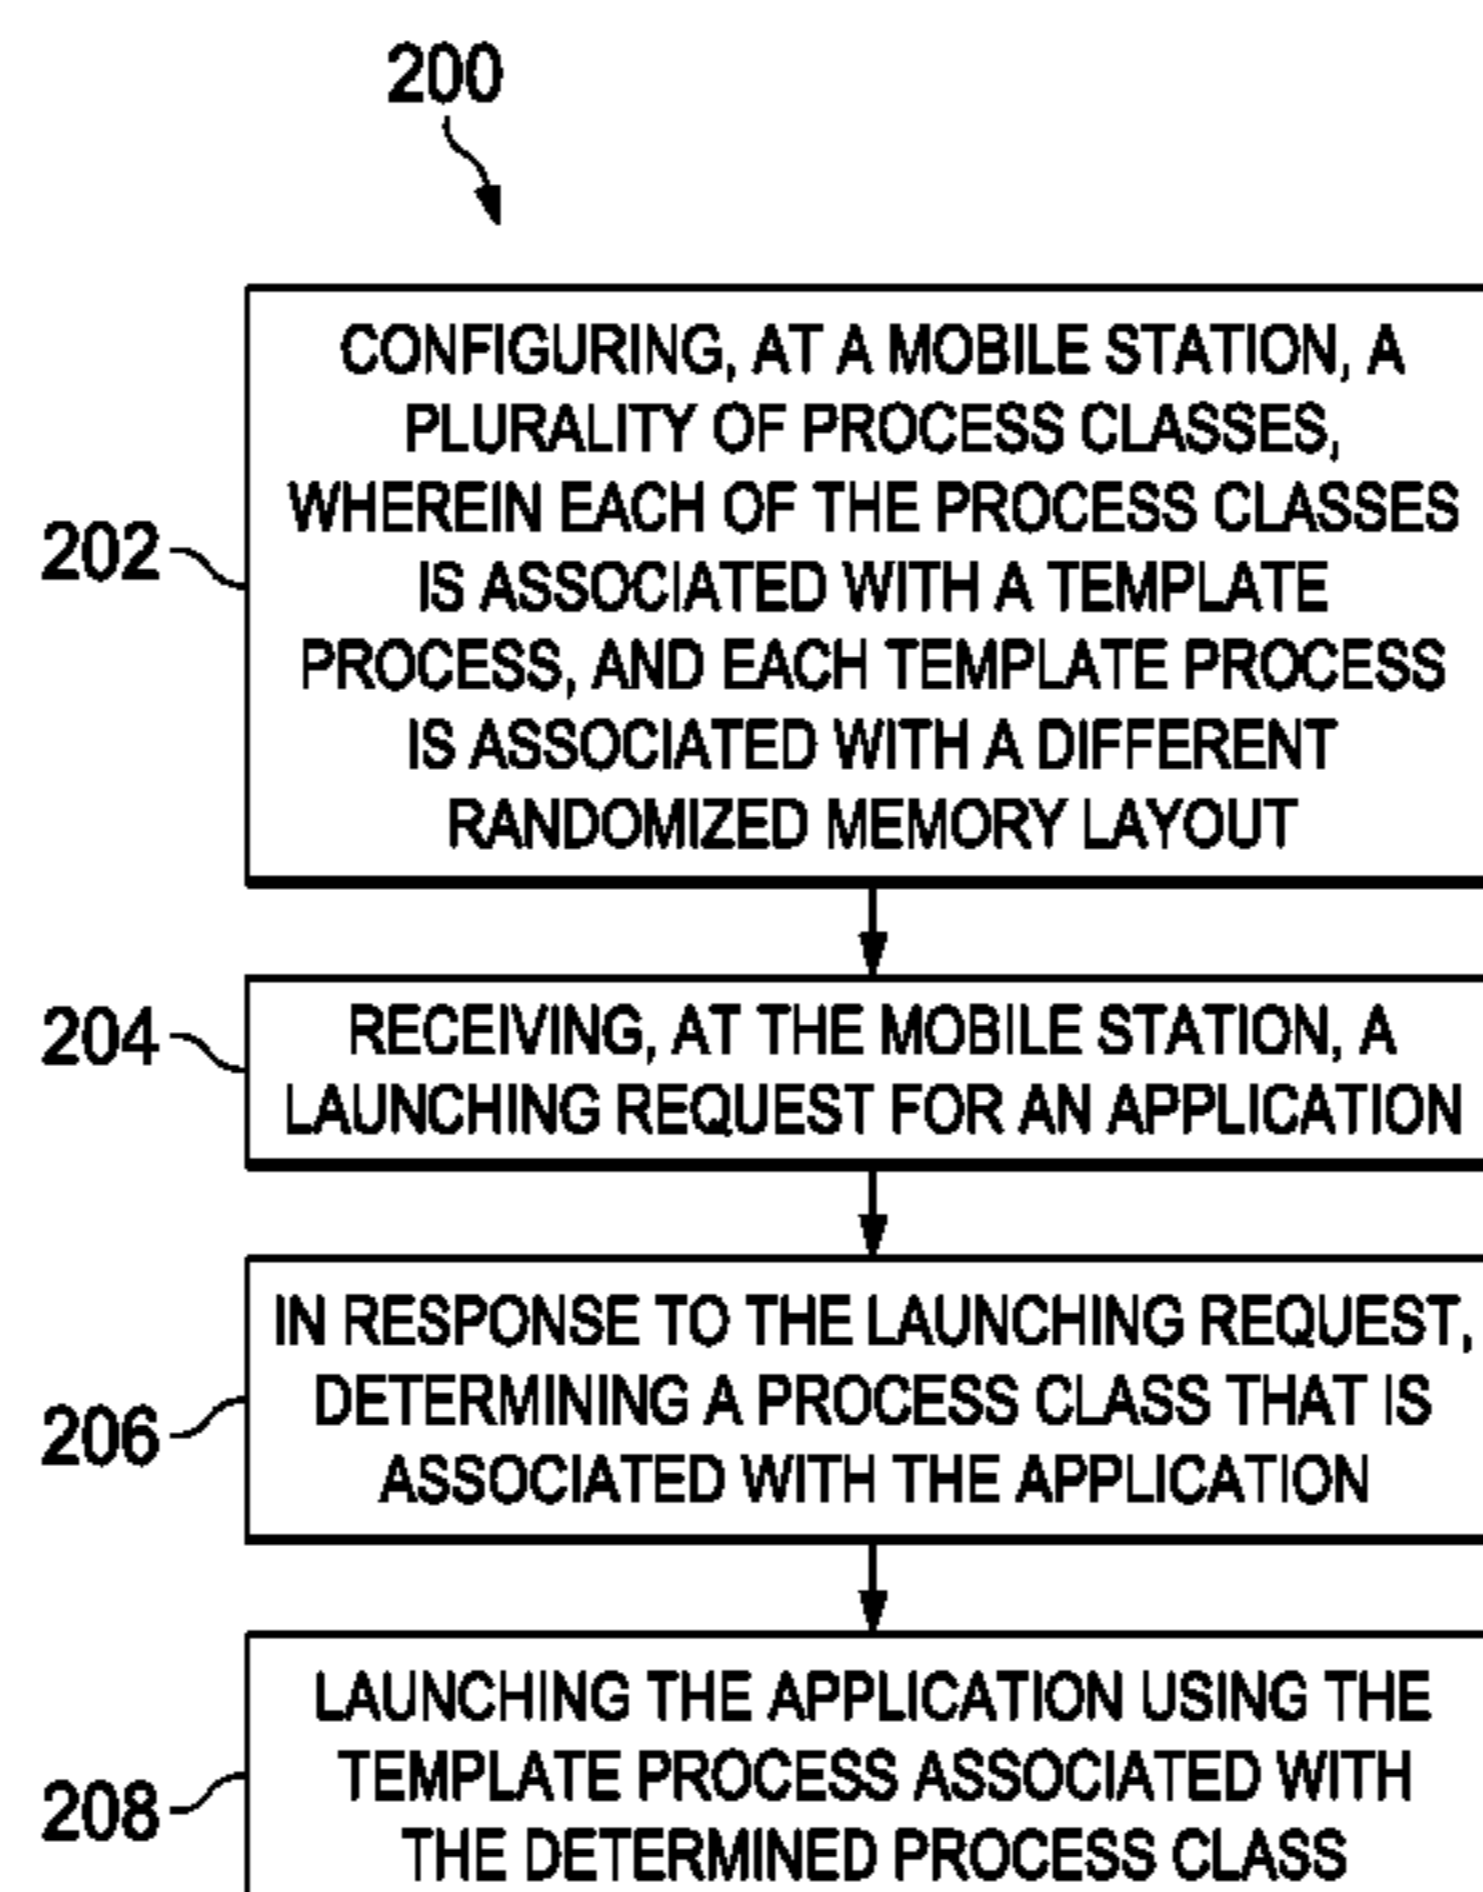 200
202
CONFIGURING, AT A MOBILE STATION, A
PLURALITY OF PROCESS CLASSES,
WHEREIN EACH OF THE PROCESS CLASSES
IS ASSOCIATED WITH A TEMPLATE
PROCESS, AND EACH TEMPLATE PROCESS
IS ASSOCIATED WITH A DIFFERENT
RANDOMIZED MEMORY LAYOUT
204
RECEIVING, AT THE MOBILE STATION, A
LAUNCHING REQUEST FOR AN APPLICATION
206
IN RESPONSE TO THE LAUNCHING REQUEST,
DETERMINING A PROCESS CLASS THAT IS
ASSOCIATED WITH THE APPLICATION
208
LAUNCHING THE APPLICATION USING THE
TEMPLATE PROCESS ASSOCIATED WITH
THE DETERMINED PROCESS CLASS